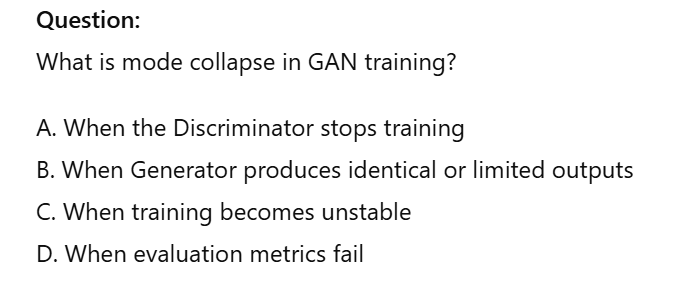 Question:
What is mode collapse in GAN training?
A. When the Discriminator stops training
B. When Generator produces identical or limited outputs
C. When training becomes unstable
D. When evaluation metrics fail